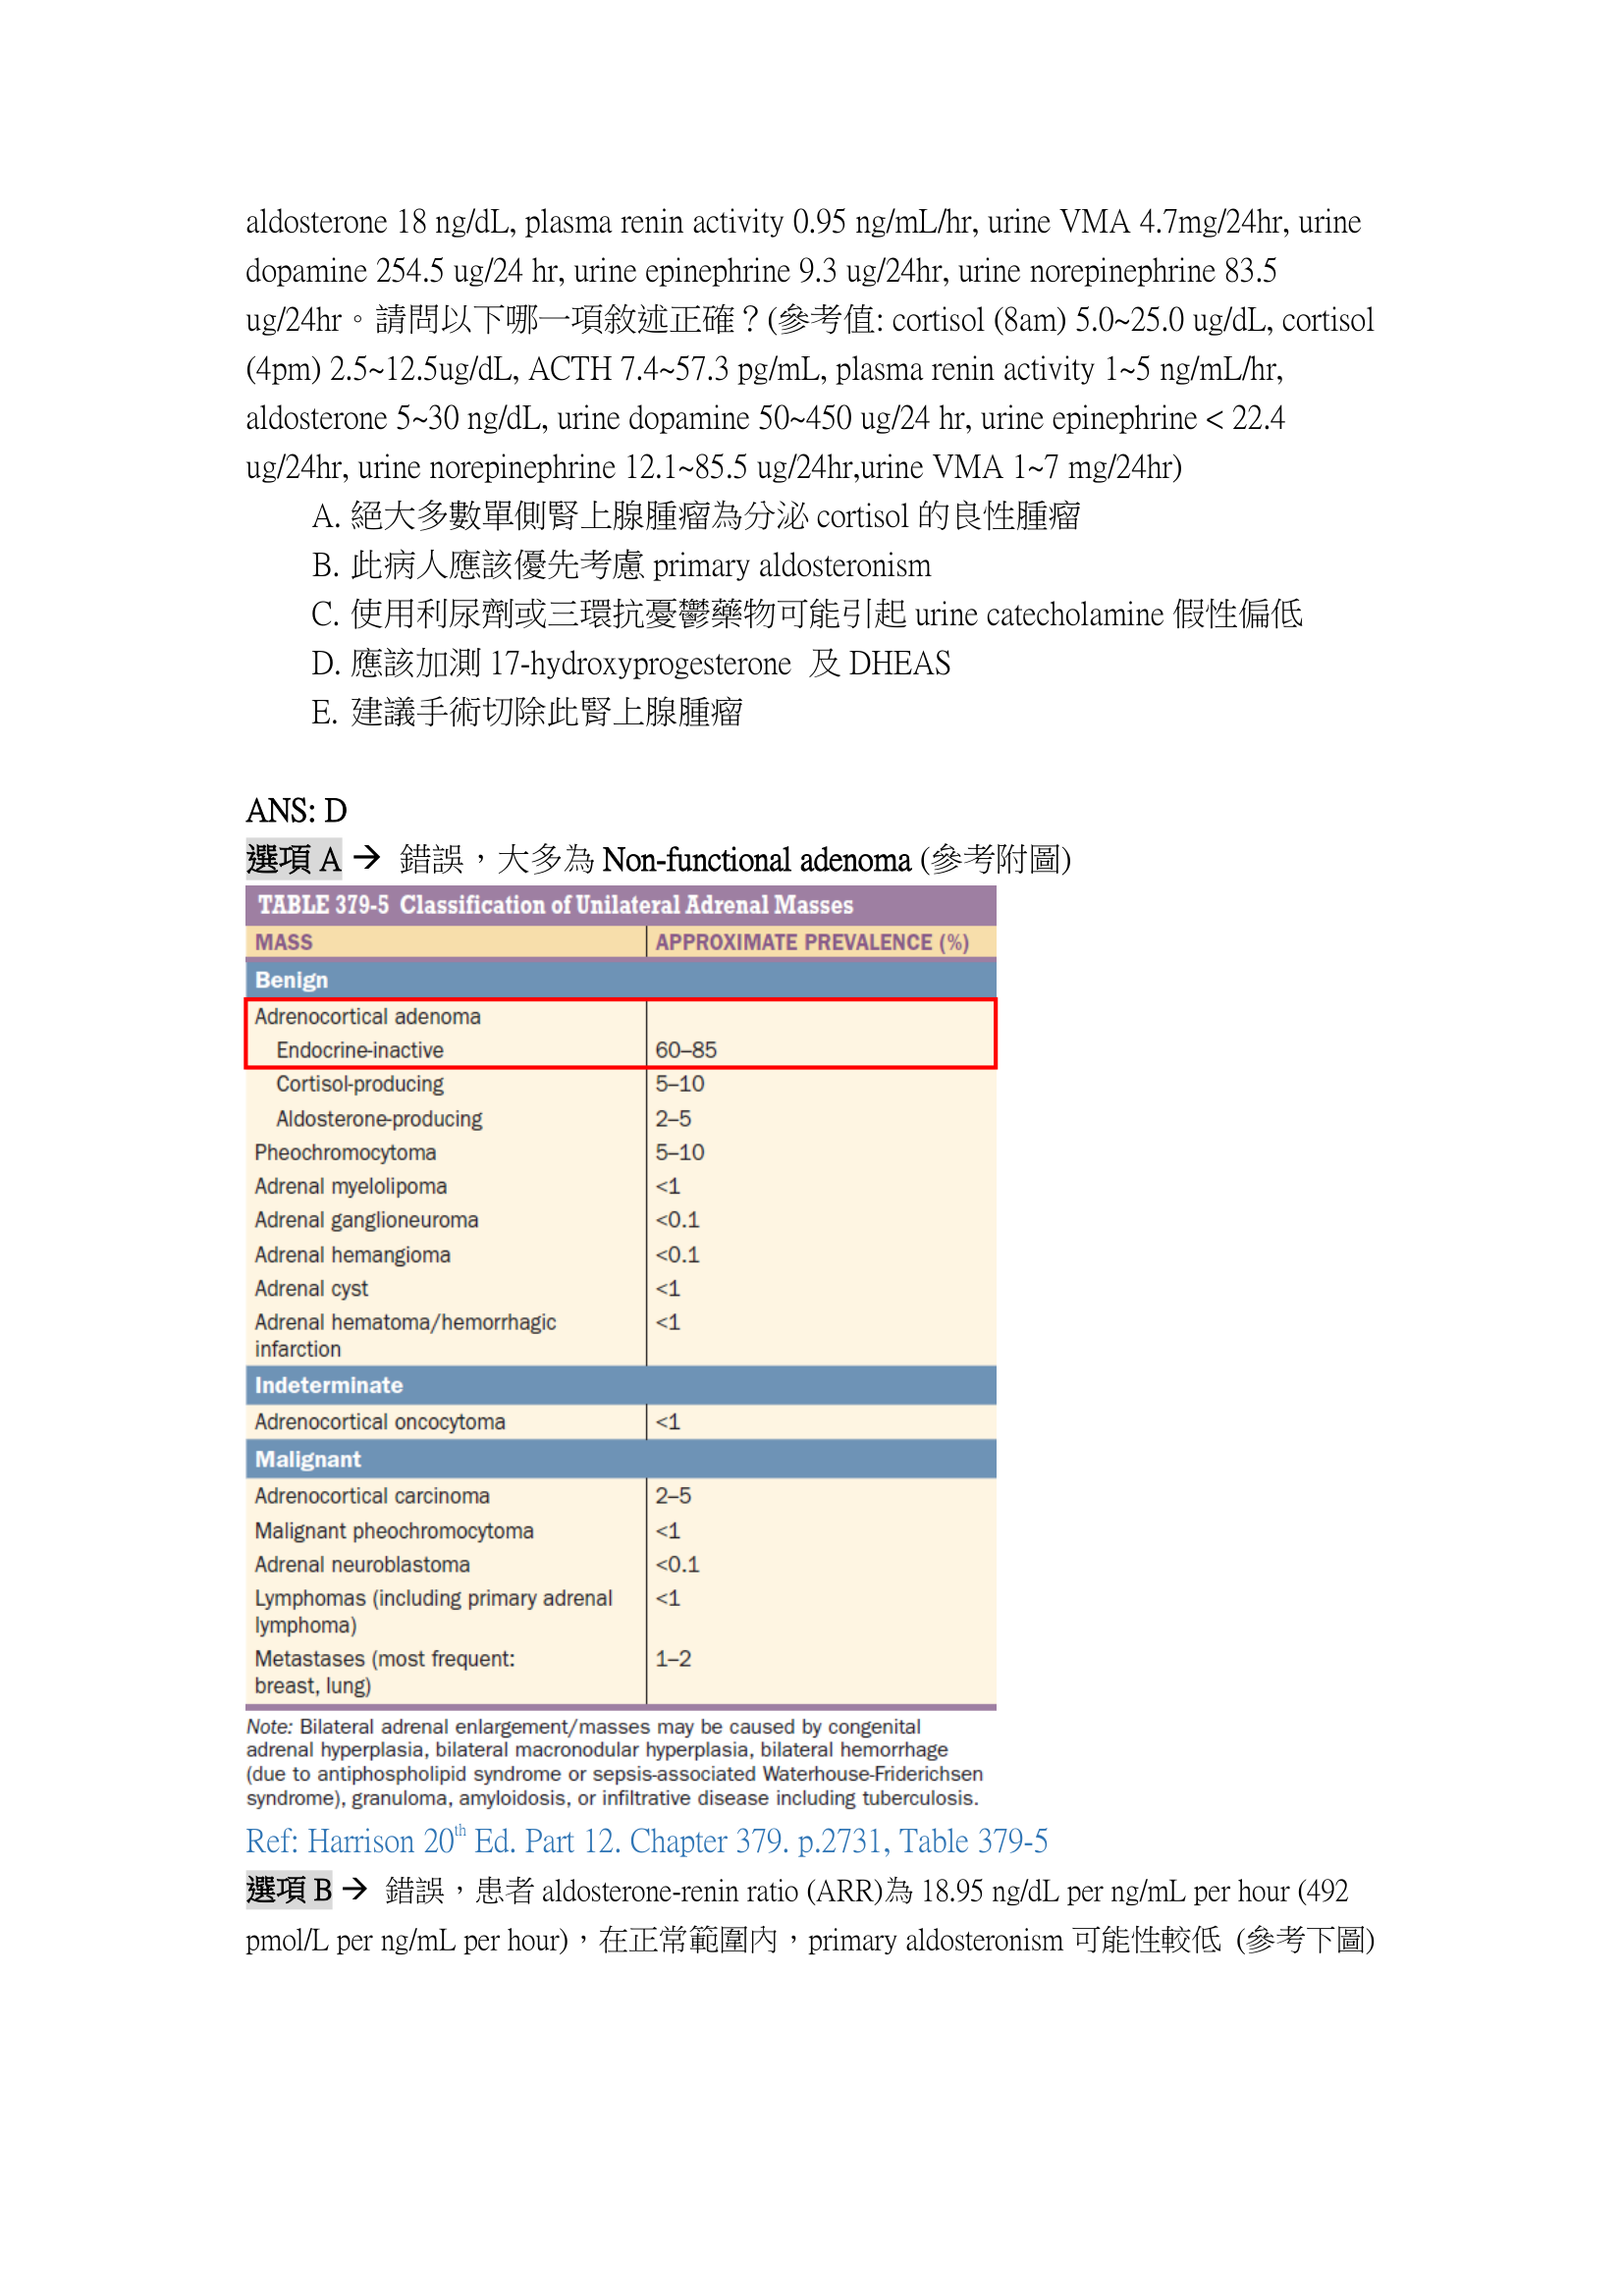 aldosterone 18 ng/dL, plasma renin activity 0.95 ng/mL/hr, urine VMA 4.7mg/24hr, urine
dopamine 254.5 ug/24 hr, urine epinephrine 9.3 ug/24hr, urine norepinephrine 83.5
ug/24hr。請問以下哪一項敘述正確？(參考值: cortisol (8am) 5.0~25.0 ug/dL, cortisol
(4pm) 2.5~12.5ug/dL, ACTH 7.4~57.3 pg/mL, plasma renin activity 1~5 ng/mL/hr,
aldosterone 5~30 ng/dL, urine dopamine 50~450 ug/24 hr, urine epinephrine < 22.4
ug/24hr, urine norepinephrine 12.1~85.5 ug/24hr,urine VMA 1~7 mg/24hr)
A. 絕大多數單側腎上腺腫瘤為分泌 cortisol 的良性腫瘤
B. 此病人應該優先考慮 primary aldosteronism
C. 使用利尿劑或三環抗憂鬱藥物可能引起 urine catecholamine 假性偏低
D. 應該加測 17-hydroxyprogesterone 及 DHEAS
E. 建議手術切除此腎上腺腫瘤
ANS: D
選項 A → 錯誤，大多為 Non-functional adenoma (參考附圖)
TABLE 379-5 Classification of Unilateral Adrenal Masses
MASS APPROXIMATE PREVALENCE (%)
Benign
Adrenocortical adenoma
Endocrine-inactive 60–85
Cortisol-producing 5–10
Aldosterone-producing 2–5
Pheochromocytoma 5–10
Adrenal myelolipoma <1
Adrenal ganglioneuroma <0.1
Adrenal hemangioma <0.1
Adrenal cyst <1
Adrenal hematoma/hemorrhagic <1
infarction
Indeterminate
Adrenocortical oncocytoma <1
Malignant
Adrenocortical carcinoma 2–5
Malignant pheochromocytoma <1
Adrenal neuroblastoma <0.1
Lymphomas (including primary adrenal <1
lymphoma)
Metastases (most frequent: 1–2
breast, lung)
Note: Bilateral adrenal enlargement/masses may be caused by congenital
adrenal hyperplasia, bilateral macronodular hyperplasia, bilateral hemorrhage
(due to antiphospholipid syndrome or sepsis-associated Waterhouse-Friderichsen
syndrome), granuloma, amyloidosis, or infiltrative disease including tuberculosis.
Ref: Harrison 20th Ed. Part 12. Chapter 379. p.2731, Table 379-5
選項 B → 錯誤，患者 aldosterone-renin ratio (ARR)為 18.95 ng/dL per ng/mL per hour (492
pmol/L per ng/mL per hour)，在正常範圍內，primary aldosteronism 可能性較低 (參考下圖)